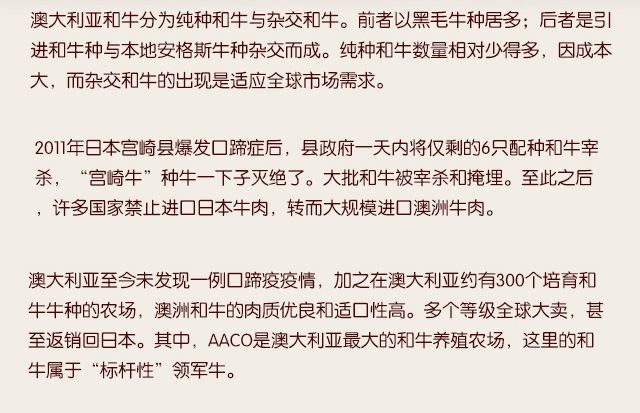 澳大利亚和牛分为纯种和牛与杂交和牛。前者以黑毛牛种居多；后者是引
进和牛种与本地安格斯牛种杂交而成。纯种和牛数量相对少得多，因成本
大，而杂交和牛的出现是适应全球市场需求。
2011年日本宫崎县爆发口蹄症后，县政府一天内将仅剩的6只配种和牛宰
杀，“宫崎牛”种牛一下子灭绝了。大批和牛被宰杀和掩埋。至此之后
，许多国家禁止进口日本牛肉，转而大规模进口澳洲牛肉。
澳大利亚至今未发现一例口蹄疫疫情，加之在澳大利亚约有300个培育和
牛牛种的农场，澳洲和牛的肉质优良和适口性高。多个等级全球大卖，甚
至返销回日本。其中，AACO是澳大利亚最大的和牛养殖农场，这里的和
牛属于“标杆性”领军牛。